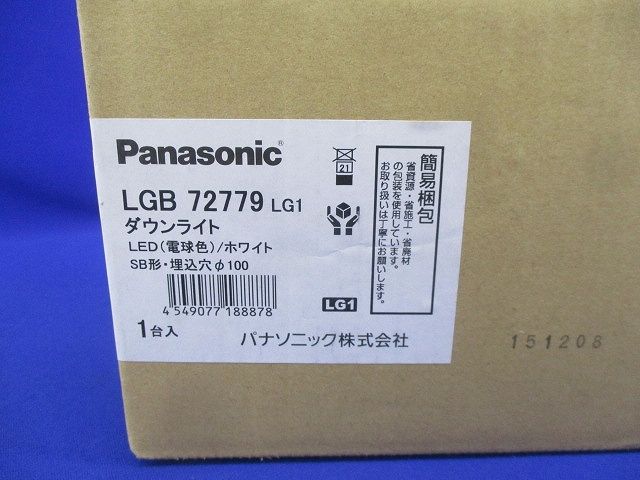 Panasonic®
LGB 72779 LG1
ダウンライト
LED(電球色)/ホワイト
SB形・埋込穴φ100
4 549077 188878
1台入
パナソニック株式会社
21
LG1
簡易梱包
省資源・省施工・省廃材
の包装を使用しています。
お取り扱いは丁寧にお願いします。
151208